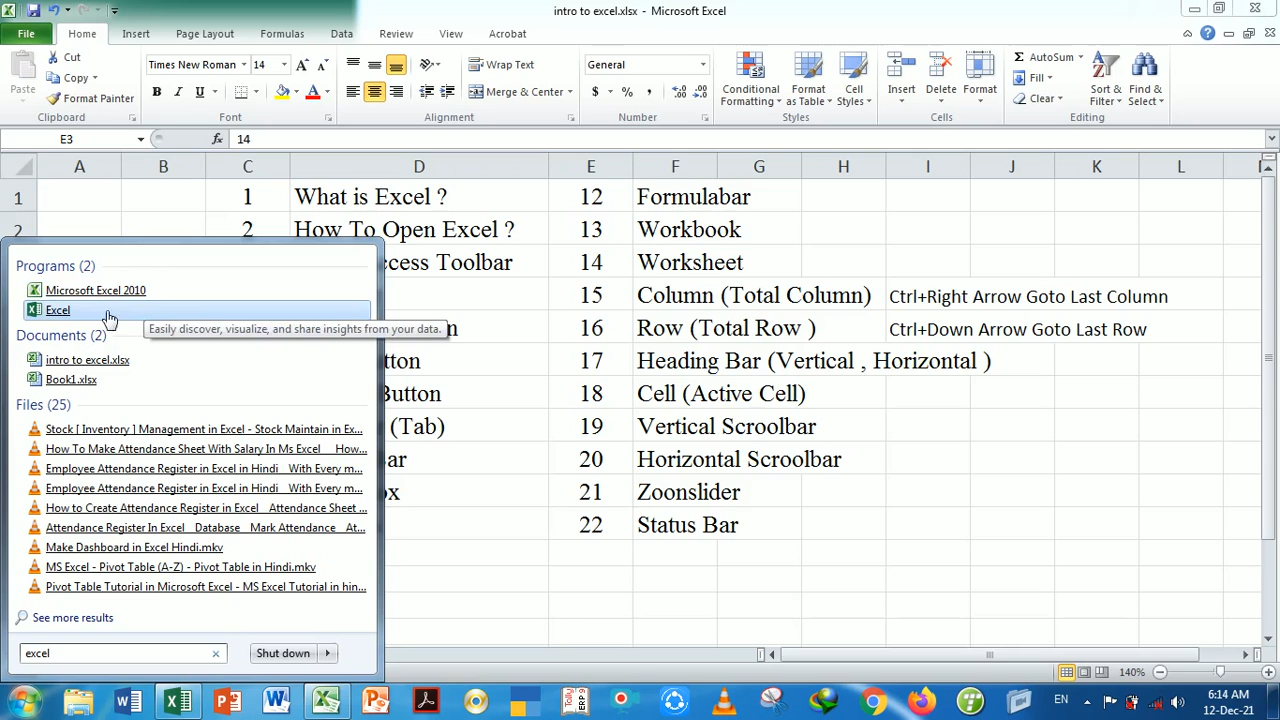 intro to excel.xlsx - Microsoft Excel
File Home Insert Page Layout Formulas Data Review View Acrobat
Paste
Cut
Copy
Format Painter
Clipboard
Times New Roman 14
B I U
Font
Wrap Text
Merge & Center
Alignment
General
$ % ,
Number
Conditional Formatting
Format as Table
Cell Styles
Styles
Insert Delete Format
Cells
AutoSum
Fill
Clear
Sort & Filter
Find & Select
Editing
E3 fx 14
A B C D E F G H I J K L
1 1 What is Excel ? 12 Formulabar
2 2 How To Open Excel ? 13 Workbook
ccess Toolbar 14 Worksheet
15 Column (Total Column) Ctrl+Right Arrow Goto Last Column
n 16 Row (Total Row ) Ctrl+Down Arrow Goto Last Row
utton 17 Heading Bar (Vertical , Horizontal )
Button 18 Cell (Active Cell)
(Tab) 19 Vertical Scroolbar
ar 20 Horizontal Scroolbar
ox 21 Zoonslider
22 Status Bar
Programs (2)
Microsoft Excel 2010
Excel
Easily discover, visualize, and share insights from your data.
Documents (2)
intro to excel.xlsx
Book1.xlsx
Files (25)
Stock [ Inventory ] Management in Excel - Stock Maintain in Ex...
How To Make Attendance Sheet With Salary In Ms Excel _ How...
Employee Attendance Register in Excel in Hindi _ With Every m...
Employee Attendance Register in Excel in Hindi _ With Every m...
How to Create Attendance Register in Excel _ Attendance Sheet ...
Attendance Register In Excel _ Database _ Mark Attendance _ At...
Make Dashboard in Excel Hindi.mkv
MS Excel - Pivot Table (A-Z) - Pivot Table in Hindi.mkv
Pivot Table Tutorial in Microsoft Excel - MS Excel Tutorial in hin...
See more results
excel
Shut down
140%
Tally ERP 9
EN
6:14 AM
12-Dec-21